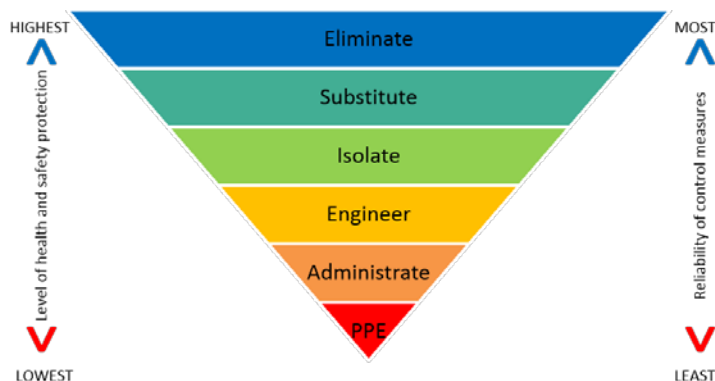 HIGHEST
MOST
Eliminate
Substitute
Isolate
Engineer
Administrate
PPE
Level of health and safety protection
Reliability of control measures
LOWEST
LEAST